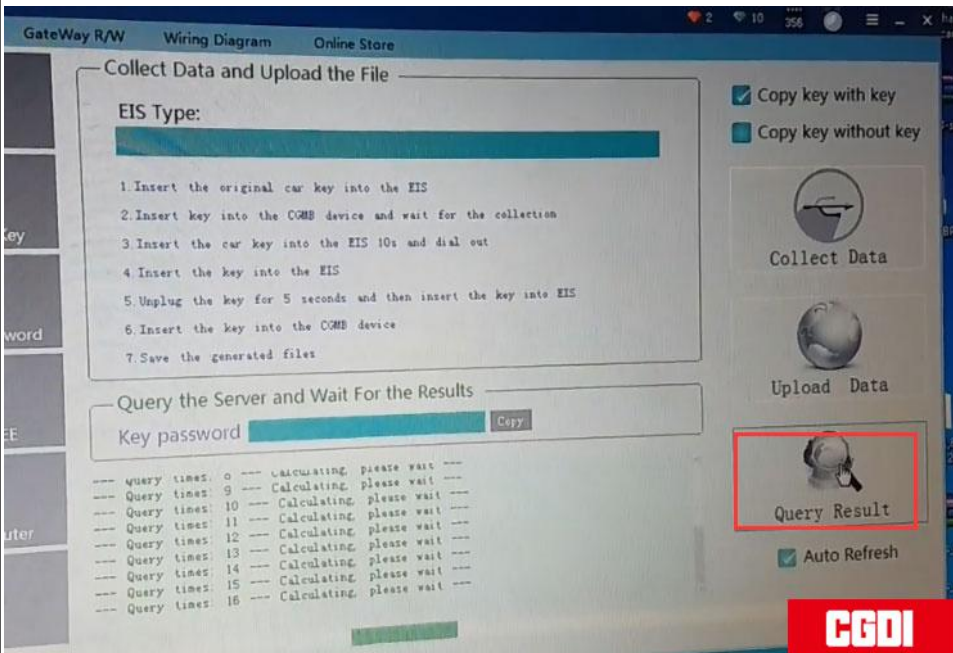 2 10 356
GateWay R/W Wiring Diagram Online Store
Collect Data and Upload the File
EIS Type:
1.Insert the original car key into the EIS
2.Insert key into the CGMB device and wait for the collection
3.Insert the car key into the EIS 10s and dial out
4.Insert the key into the EIS
5.Unplug the key for 5 seconds and then insert the key into EIS
6.Insert the key into the CGMB device
7.Save the generated files
Query the Server and Wait For the Results
Key password
Copy
--- Query times: 9 --- Calculating, please wait ---
--- Query times: 10 --- Calculating, please wait ---
--- Query times: 11 --- Calculating, please wait ---
--- Query times: 12 --- Calculating, please wait ---
--- Query times: 13 --- Calculating, please wait ---
--- Query times: 14 --- Calculating, please wait ---
--- Query times: 15 --- Calculating, please wait ---
--- Query times: 16 --- Calculating, please wait ---
Copy key with key
Copy key without key
Collect Data
Upload Data
Query Result
Auto Refresh
CGDI